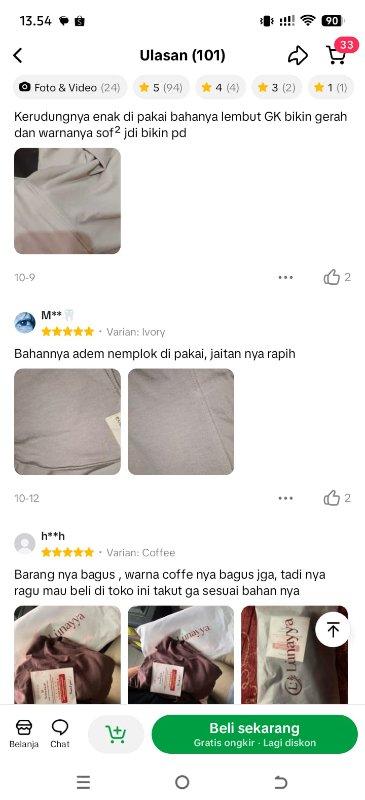 13.54
90
Ulasan (101)
33
Foto & Video (24)
5 (94)
4 (4)
3 (2)
1 (1)
Kerudungnya enak di pakai bahanya lembut GK bikin gerah
dan warnanya sof² jdi bikin pd
10-9
2
M**
Varian: Ivory
Bahannya adem nemplok di pakai, jaitan nya rapih
10-12
2
h**h
Varian: Coffee
Barang nya bagus , warna coffe nya bagus jga, tadi nya
ragu mau beli di toko ini takut ga sesuai bahan nya
Lunayya
Lunayya
Lunayya
Belanja
Chat
Beli sekarang
Gratis ongkir · Lagi diskon